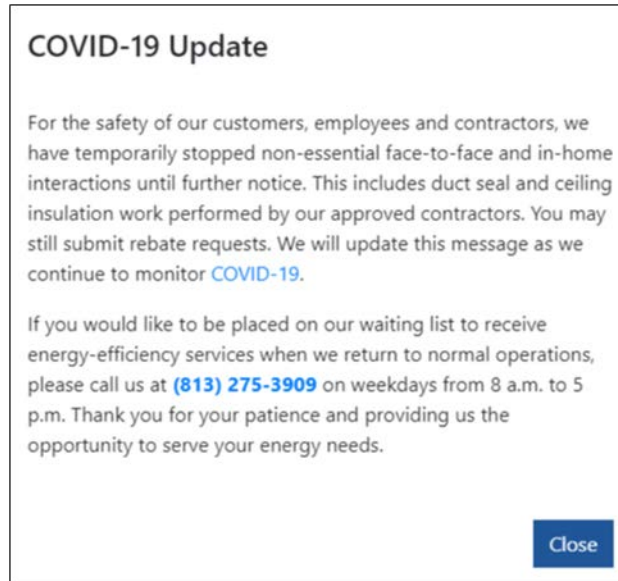 COVID-19 Update
For the safety of our customers, employees and contractors, we
have temporarily stopped non-essential face-to-face and in-home
interactions until further notice. This includes duct seal and ceiling
insulation work performed by our approved contractors. You may
still submit rebate requests. We will update this message as we
continue to monitor COVID-19.
If you would like to be placed on our waiting list to receive
energy-efficiency services when we return to normal operations,
please call us at (813) 275-3909 on weekdays from 8 a.m. to 5
p.m. Thank you for your patience and providing us the
opportunity to serve your energy needs.
Close